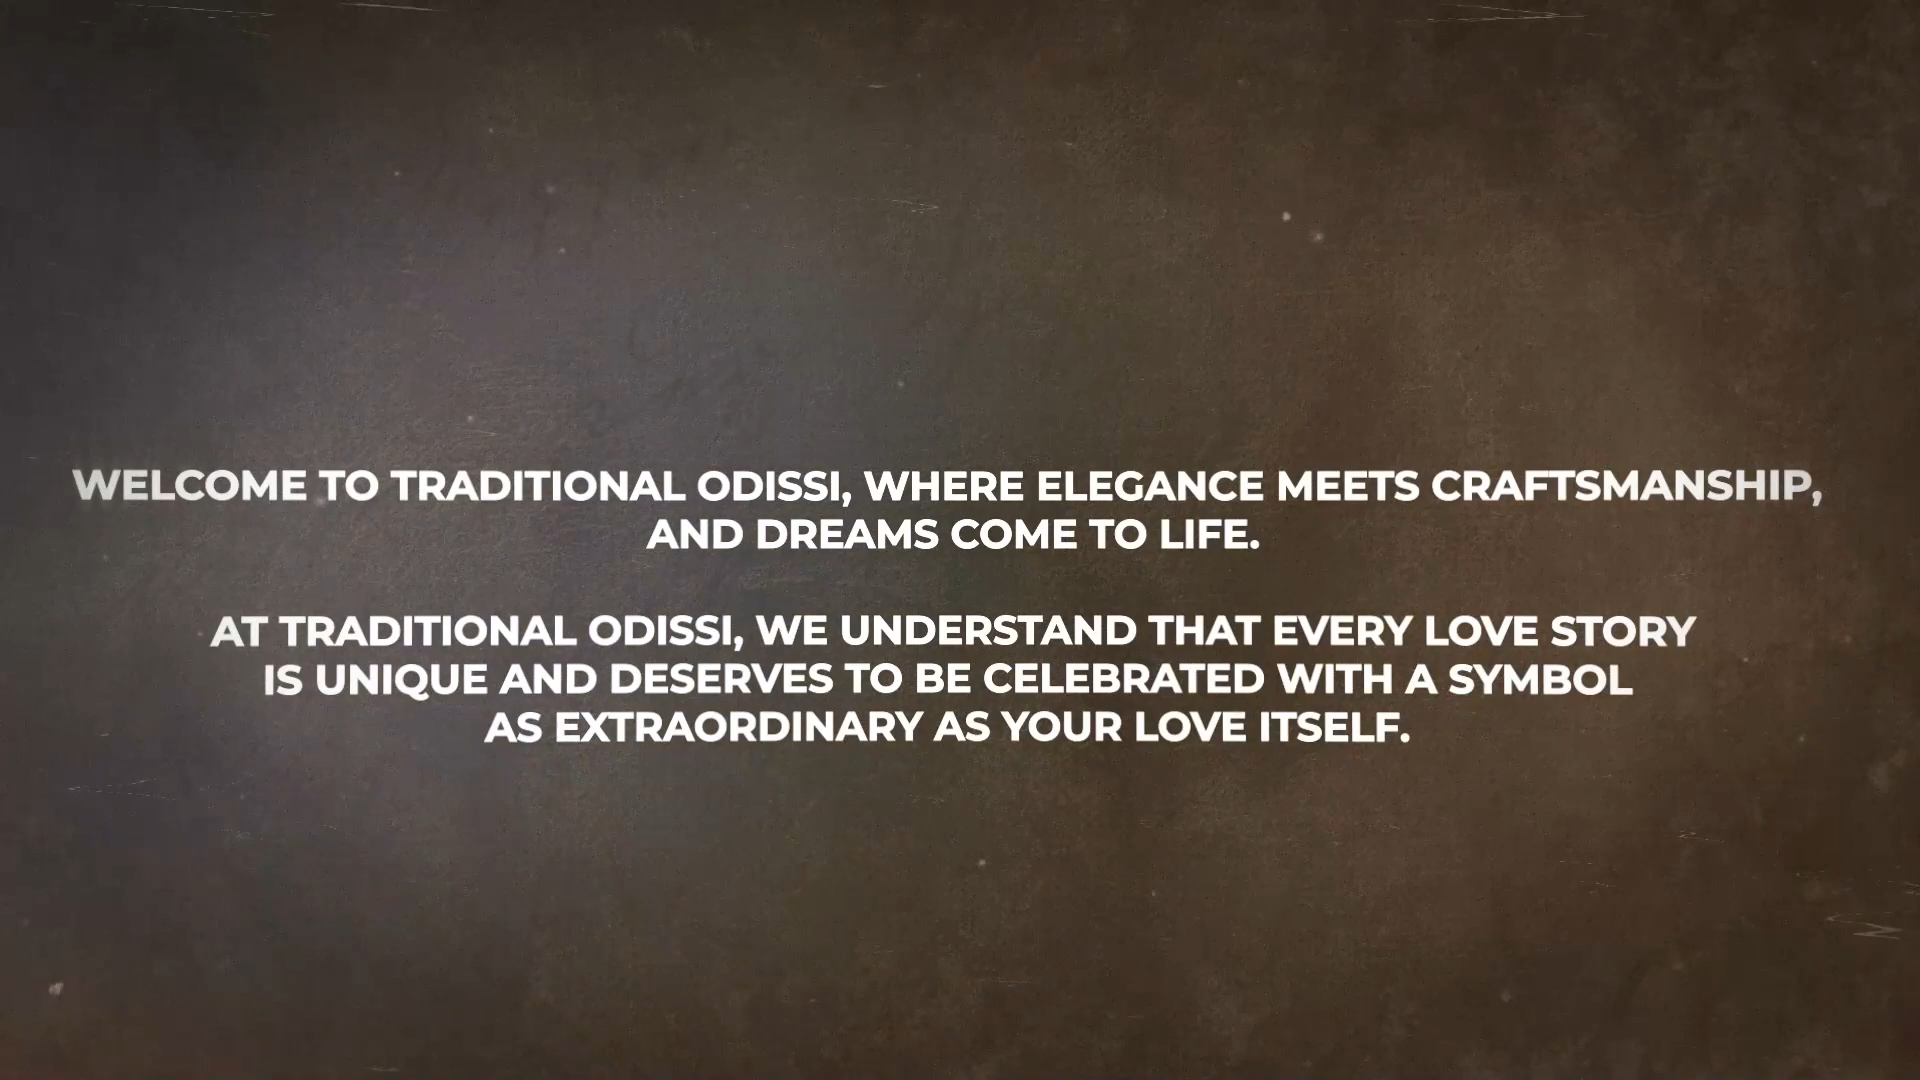 WELCOME TO TRADITIONAL ODISSI, WHERE ELEGANCE MEETS CRAFTSMANSHIP,
AND DREAMS COME TO LIFE.
AT TRADITIONAL ODISSI, WE UNDERSTAND THAT EVERY LOVE STORY
IS UNIQUE AND DESERVES TO BE CELEBRATED WITH A SYMBOL
AS EXTRAORDINARY AS YOUR LOVE ITSELF.